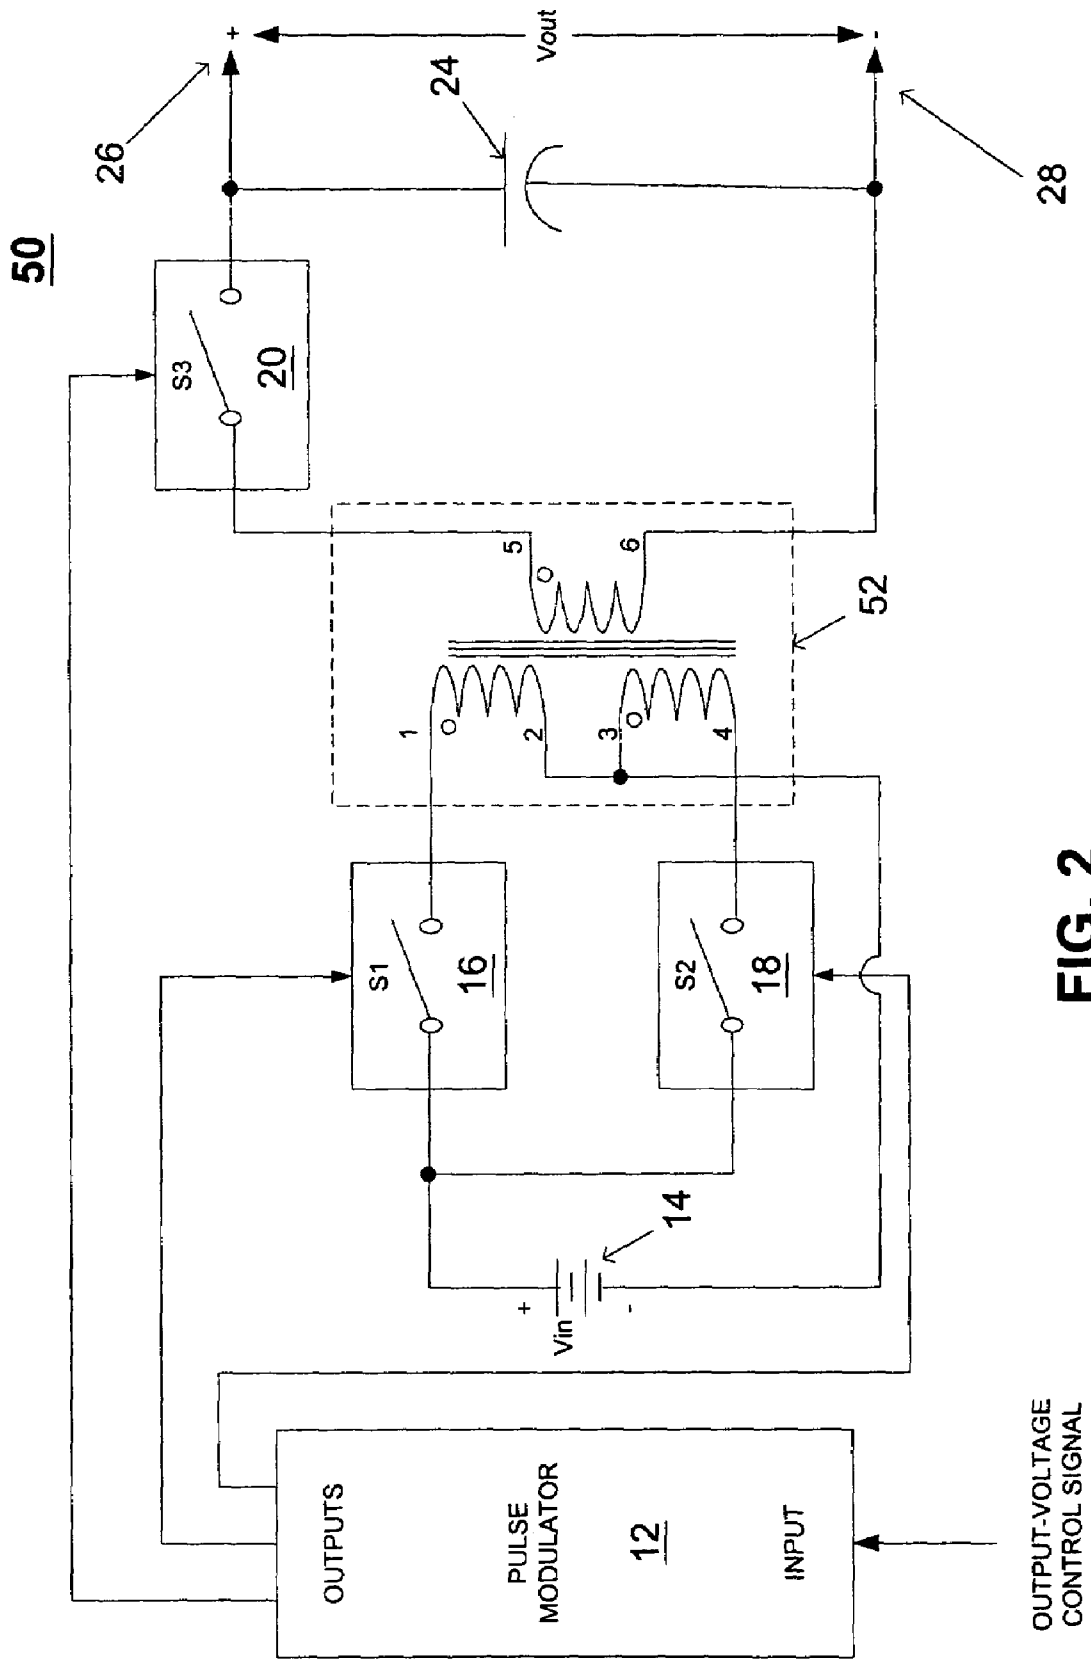 50
26
+
Vout
-
24
28
S3
20
52
5
6
1
2
3
4
S1
16
S2
18
+
Vin
-
14
OUTPUTS
PULSE
MODULATOR
12
INPUT
OUTPUT-VOLTAGE
CONTROL SIGNAL
FIG. 2